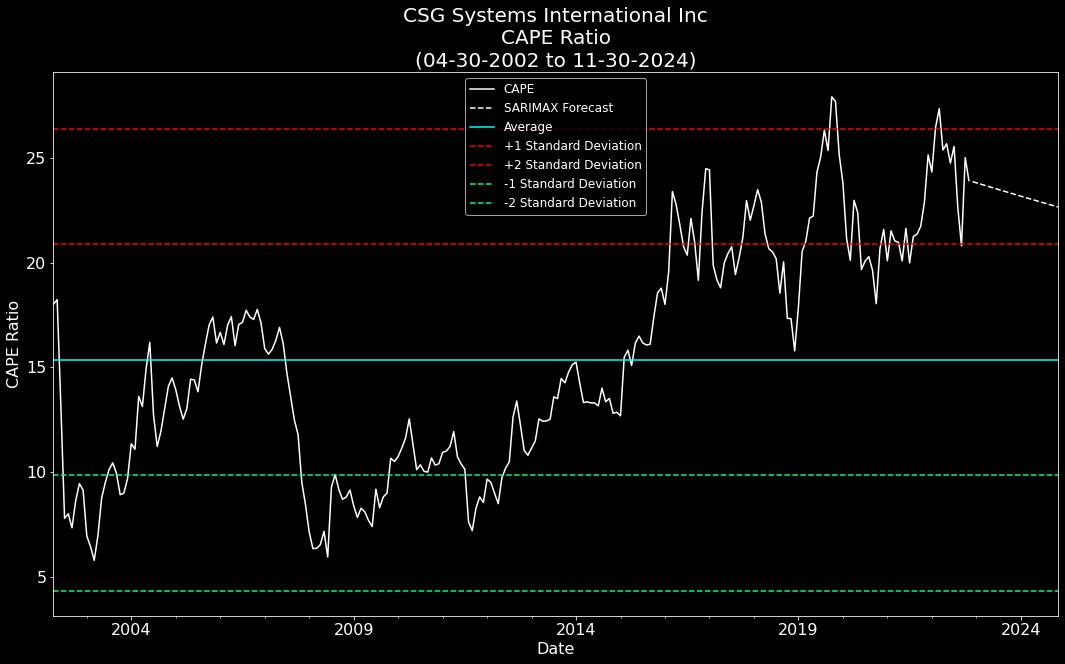 CSG Systems International Inc
CAPE Ratio
(04-30-2002 to 11-30-2024)
CAPE
SARIMAX Forecast
Average
+1 Standard Deviation
+2 Standard Deviation
-1 Standard Deviation
-2 Standard Deviation
25
20
15
10
5
CAPE Ratio
2004 2009 2014 2019 2024
Date